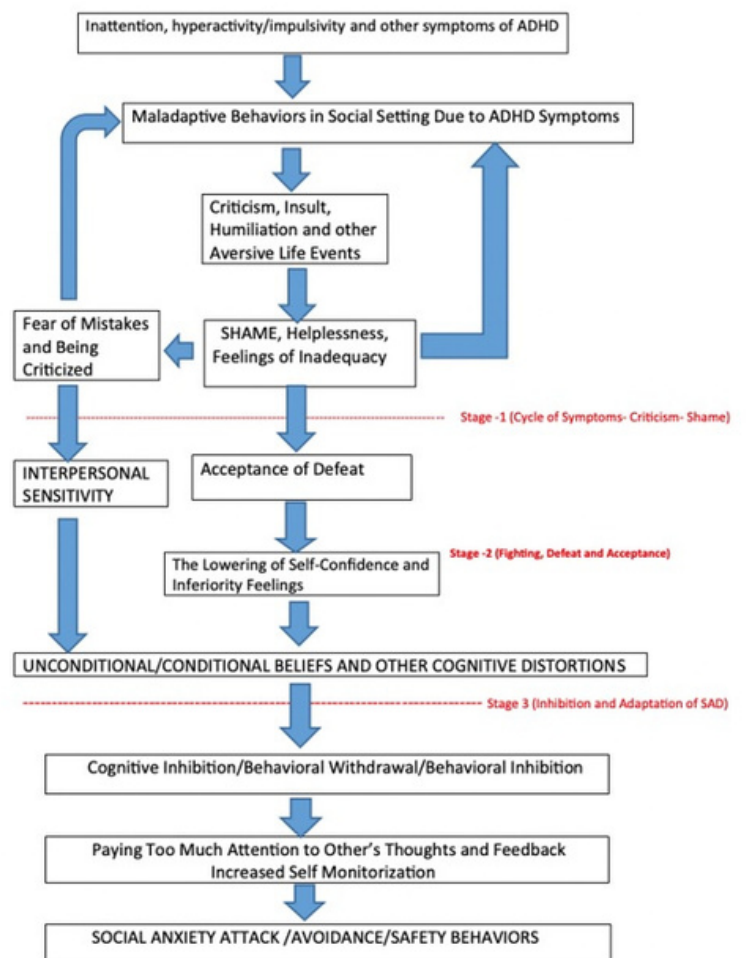 Inattention, hyperactivity/impulsivity and other symptoms of ADHD
Maladaptive Behaviors in Social Setting Due to ADHD Symptoms
Criticism, Insult,
Humiliation and other
Aversive Life Events
Fear of Mistakes
and Being
Criticized
SHAME, Helplessness,
Feelings of Inadequacy
Stage -1 (Cycle of Symptoms- Criticism- Shame)
INTERPERSONAL
SENSITIVITY
Acceptance of Defeat
The Lowering of Self-Confidence and
Inferiority Feelings
Stage -2 (Fighting, Defeat and Acceptance)
UNCONDITIONAL/CONDITIONAL BELIEFS AND OTHER COGNITIVE DISTORTIONS
Stage 3 (Inhibition and Adaptation of SAD)
Cognitive Inhibition/Behavioral Withdrawal/Behavioral Inhibition
Paying Too Much Attention to Other's Thoughts and Feedback
Increased Self Monitorization
SOCIAL ANXIETY ATTACK /AVOIDANCE/SAFETY BEHAVIORS